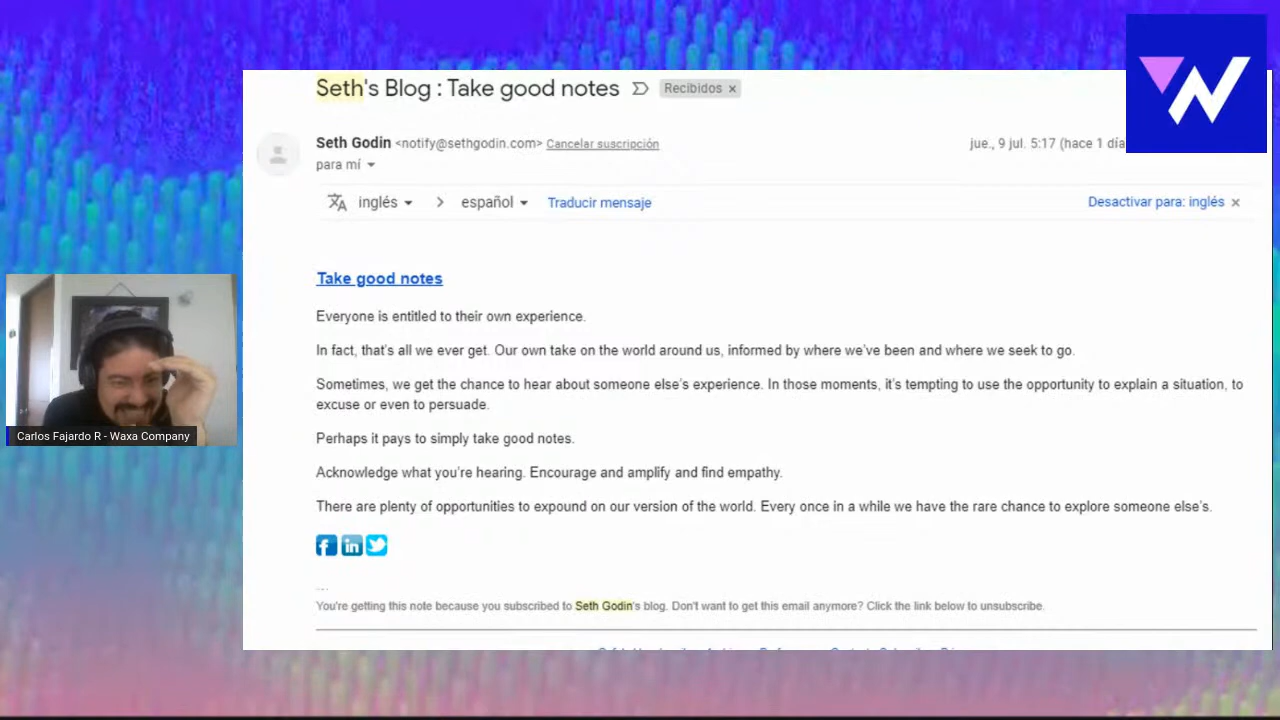 Seth's Blog : Take good notes
Recibidos ×
Seth Godin <notify@sethgodin.com> Cancelar suscripción
jue., 9 jul. 5:17 (hace 1 día
para mí
inglés > español Traducir mensaje
Desactivar para: inglés ×
Take good notes
Everyone is entitled to their own experience.
In fact, that's all we ever get. Our own take on the world around us, informed by where we've been and where we seek to go.
Sometimes, we get the chance to hear about someone else's experience. In those moments, it's tempting to use the opportunity to explain a situation, to
excuse or even to persuade.
Perhaps it pays to simply take good notes.
Acknowledge what you're hearing. Encourage and amplify and find empathy.
There are plenty of opportunities to expound on our version of the world. Every once in a while we have the rare chance to explore someone else's.
You're getting this note because you subscribed to Seth Godin's blog. Don't want to get this email anymore? Click the link below to unsubscribe.
Carlos Fajardo R - Waxa Company